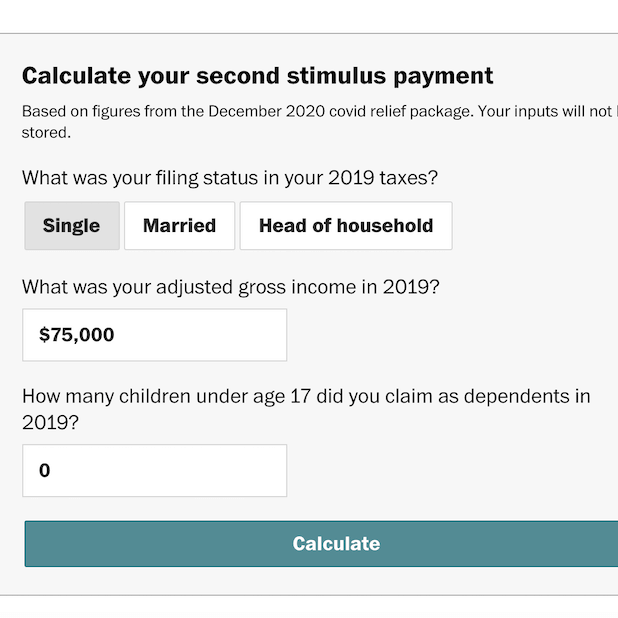 Calculate your second stimulus payment
Based on figures from the December 2020 covid relief package. Your inputs will not
stored.
What was your filing status in your 2019 taxes?
Single Married Head of household
What was your adjusted gross income in 2019?
$75,000
How many children under age 17 did you claim as dependents in
2019?
0
Calculate